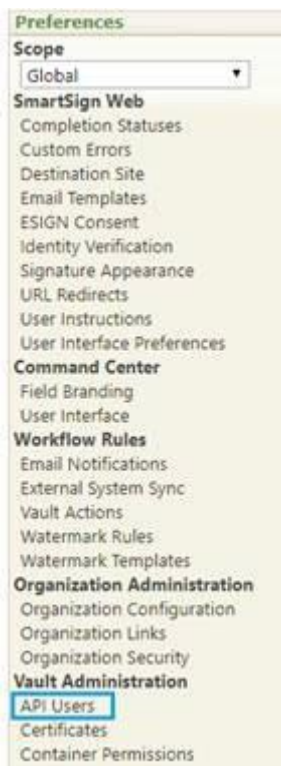 Preferences
Scope
Global
SmartSign Web
Completion Statuses
Custom Errors
Destination Site
Email Templates
ESIGN Consent
Identity Verification
Signature Appearance
URL Redirects
User Instructions
User Interface Preferences
Command Center
Field Branding
User Interface
Workflow Rules
Email Notifications
External System Sync
Vault Actions
Watermark Rules
Watermark Templates
Organization Administration
Organization Configuration
Organization Links
Organization Security
Vault Administration
API Users
Certificates
Container Permissions